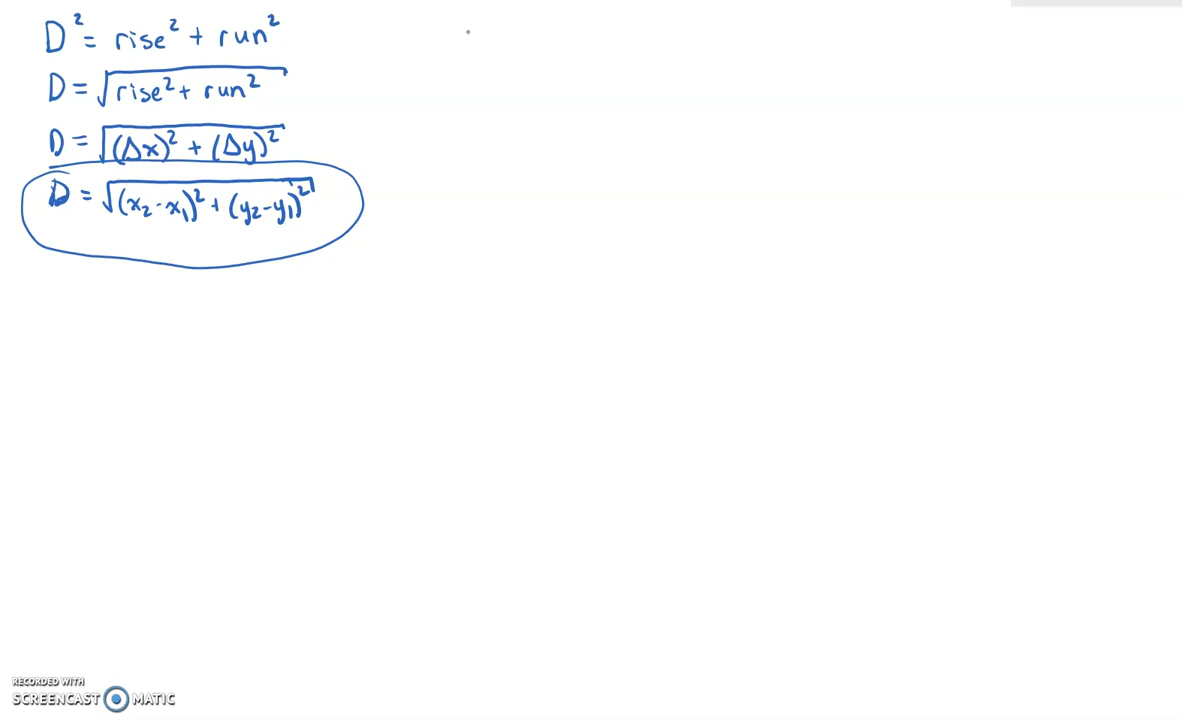 D² = rise² + run²
D = √(rise² + run²)
D = √((Δx)² + (Δy)²)
D = √((x₂-x₁)² + (y₂-y₁)²)
RECORDED WITH
SCREENCAST MATIC